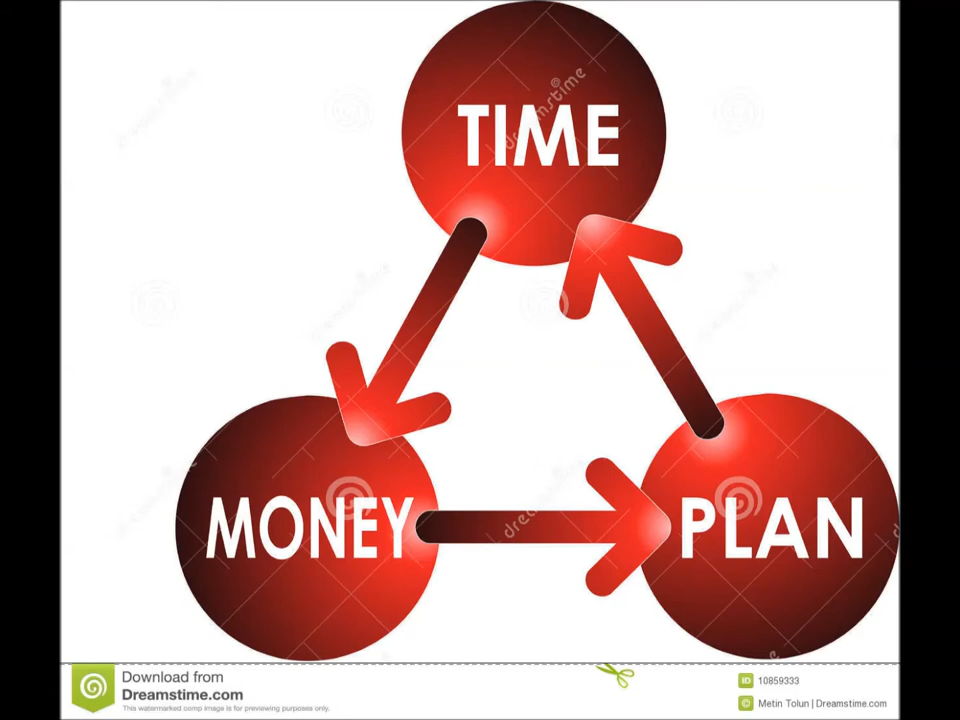 TIME
MONEY
PLAN
dreamstime
Download from
Dreamstime.com
This watermarked comp image is for previewing purposes only.
ID 10859333
© Metin Tolun | Dreamstime.com